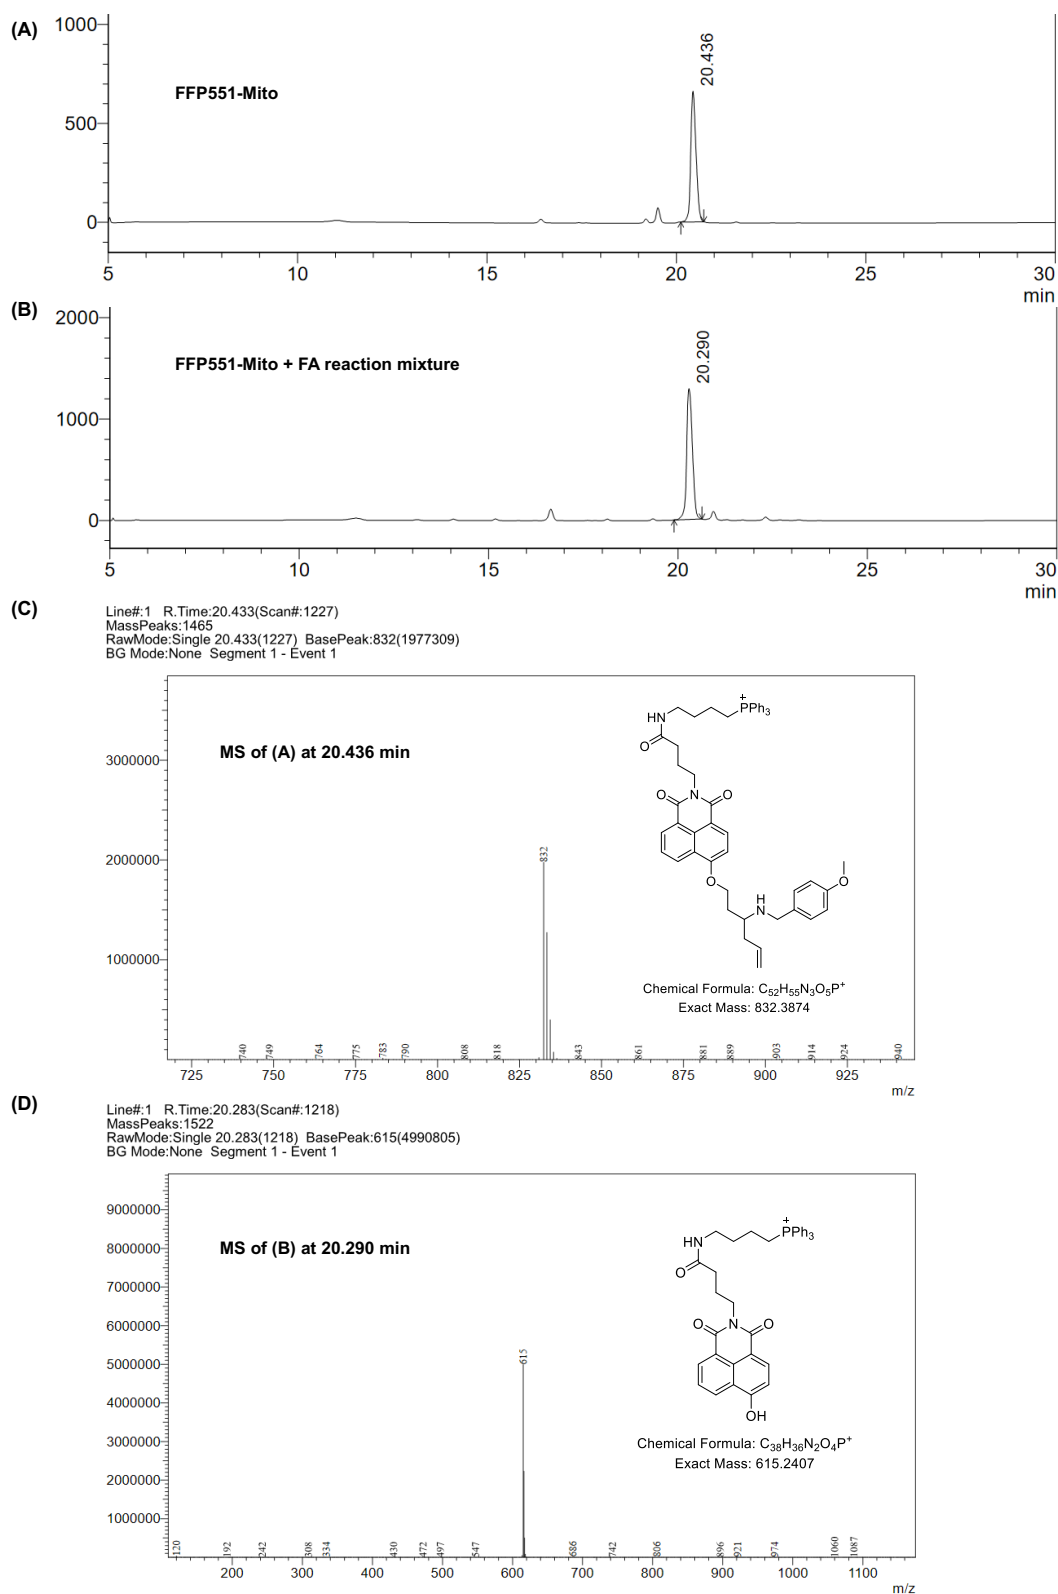 (A)
1000
500
0
FFP551-Mito
20.436
5 10 15 20 25 30
min
(B)
2000
1000
0
FFP551-Mito + FA reaction mixture
20.290
5 10 15 20 25 30
min
(C)
Line#:1 R.Time:20.433(Scan#:1227)
MassPeaks:1465
RawMode:Single 20.433(1227) BasePeak:832(1977309)
BG Mode:None Segment 1 - Event 1
MS of (A) at 20.436 min
3000000
2000000
1000000
832
740 749 764 775 783 790 808 818 843 861 881 889 903 914 924 940
725 750 775 800 825 850 875 900 925
m/z
+
HN PPh3
O
O N O
O
H
N
O
Chemical Formula: C52H55N3O5P+
Exact Mass: 832.3874
(D)
Line#:1 R.Time:20.283(Scan#:1218)
MassPeaks:1522
RawMode:Single 20.283(1218) BasePeak:615(4990805)
BG Mode:None Segment 1 - Event 1
MS of (B) at 20.290 min
9000000
8000000
7000000
6000000
5000000
4000000
3000000
2000000
1000000
615
120 192 242 308 334 430 472 497 547 686 742 806 896 921 974 1060 1087
200 300 400 500 600 700 800 900 1000 1100
m/z
+
HN PPh3
O
O N O
OH
Chemical Formula: C38H36N2O4P+
Exact Mass: 615.2407